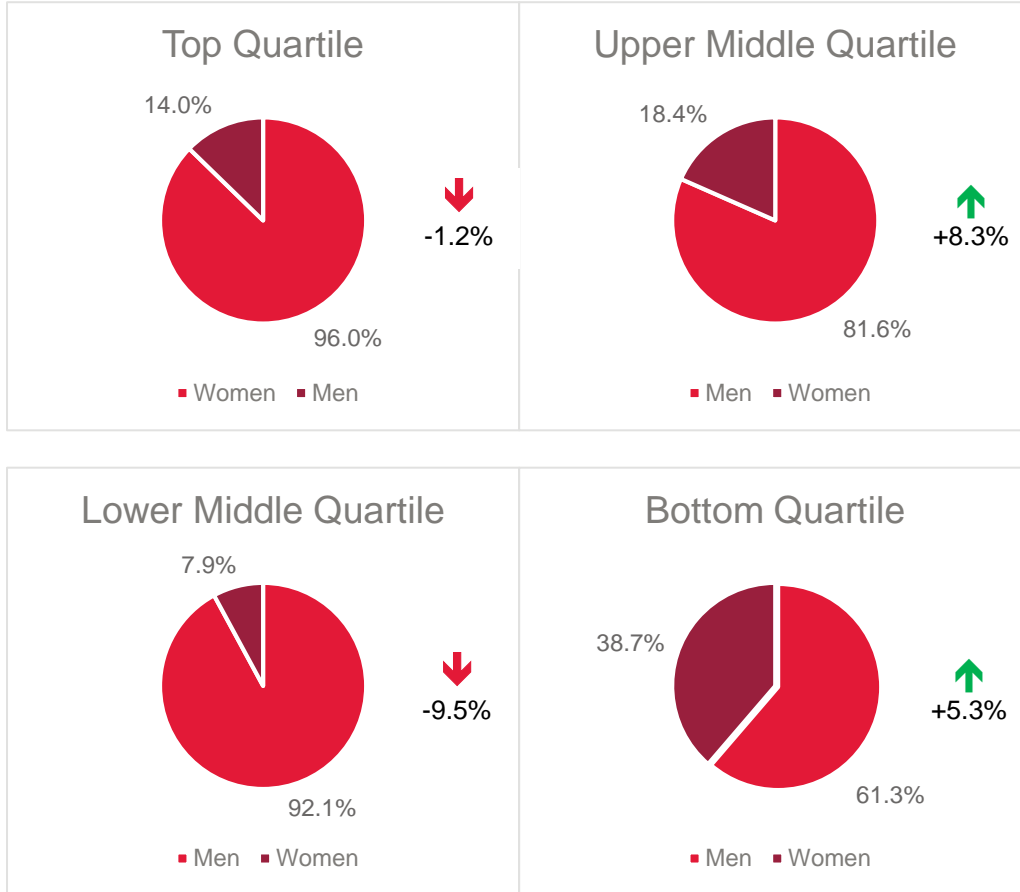 Top Quartile
14.0%
-1.2%
96.0%
Women Men
Upper Middle Quartile
18.4%
+8.3%
81.6%
Men Women
Lower Middle Quartile
7.9%
-9.5%
92.1%
Men Women
Bottom Quartile
38.7%
+5.3%
61.3%
Men Women